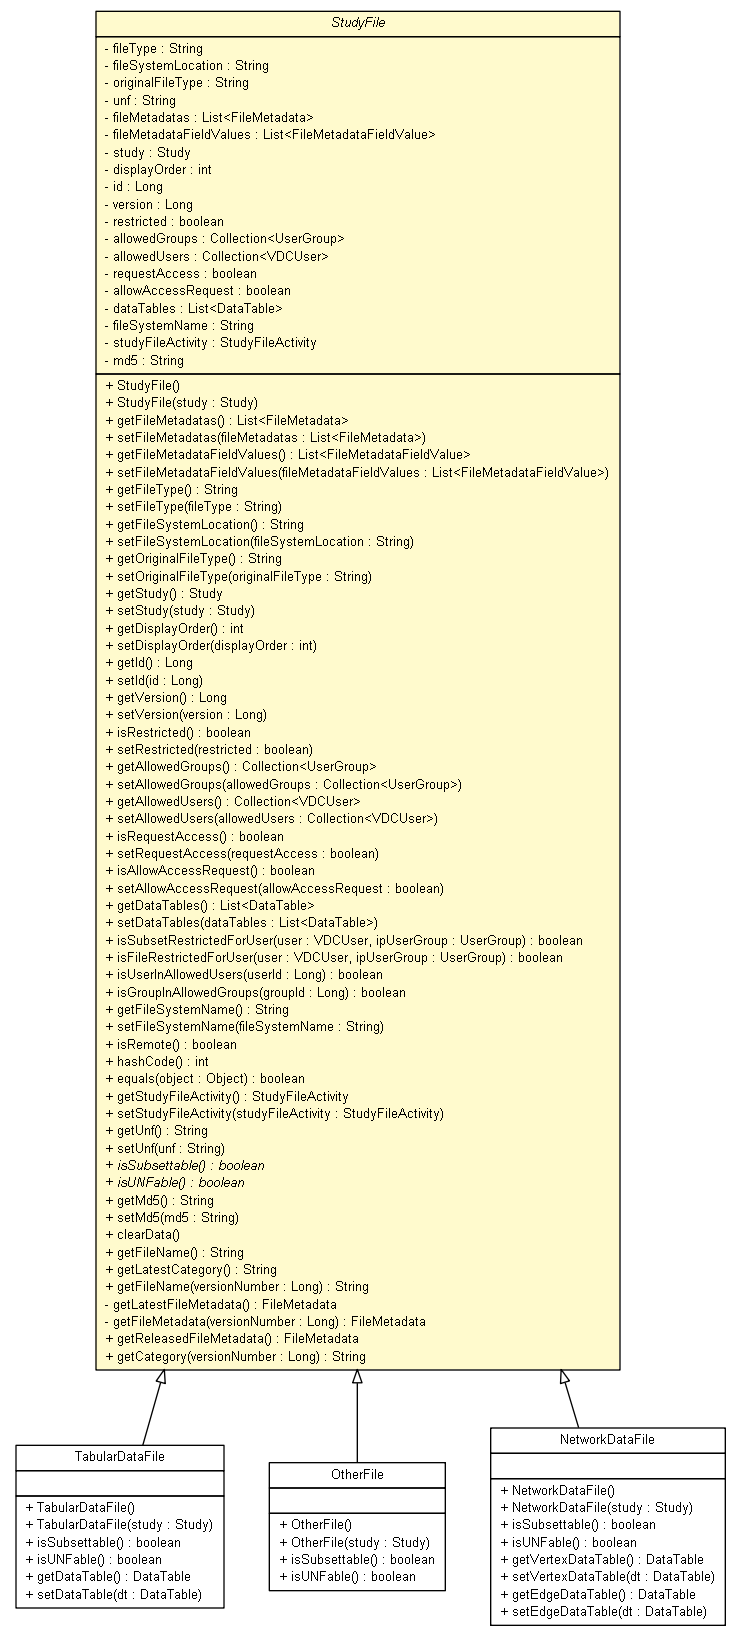 StudyFile
- fileType : String
- fileSystemLocation : String
- originalFileType : String
- unf : String
- fileMetadatas : List<FileMetadata>
- fileMetadataFieldValues : List<FileMetadataFieldValue>
- study : Study
- displayOrder : int
- id : Long
- version : Long
- restricted : boolean
- allowedGroups : Collection<UserGroup>
- allowedUsers : Collection<VDCUser>
- requestAccess : boolean
- allowAccessRequest : boolean
- dataTables : List<DataTable>
- fileSystemName : String
- studyFileActivity : StudyFileActivity
- md5 : String
+ StudyFile()
+ StudyFile(study : Study)
+ getFileMetadatas() : List<FileMetadata>
+ setFileMetadatas(fileMetadatas : List<FileMetadata>)
+ getFileMetadataFieldValues() : List<FileMetadataFieldValue>
+ setFileMetadataFieldValues(fileMetadataFieldValues : List<FileMetadataFieldValue>)
+ getFileType() : String
+ setFileType(fileType : String)
+ getFileSystemLocation() : String
+ setFileSystemLocation(fileSystemLocation : String)
+ getOriginalFileType() : String
+ setOriginalFileType(originalFileType : String)
+ getStudy() : Study
+ setStudy(study : Study)
+ getDisplayOrder() : int
+ setDisplayOrder(displayOrder : int)
+ getId() : Long
+ setId(id : Long)
+ getVersion() : Long
+ setVersion(version : Long)
+ isRestricted() : boolean
+ setRestricted(restricted : boolean)
+ getAllowedGroups() : Collection<UserGroup>
+ setAllowedGroups(allowedGroups : Collection<UserGroup>)
+ getAllowedUsers() : Collection<VDCUser>
+ setAllowedUsers(allowedUsers : Collection<VDCUser>)
+ isRequestAccess() : boolean
+ setRequestAccess(requestAccess : boolean)
+ isAllowAccessRequest() : boolean
+ setAllowAccessRequest(allowAccessRequest : boolean)
+ getDataTables() : List<DataTable>
+ setDataTables(dataTables : List<DataTable>)
+ isSubsetRestrictedForUser(user : VDCUser, ipUserGroup : UserGroup) : boolean
+ isFileRestrictedForUser(user : VDCUser, ipUserGroup : UserGroup) : boolean
+ isUserInAllowedUsers(userId : Long) : boolean
+ isGroupInAllowedGroups(groupId : Long) : boolean
+ getFileSystemName() : String
+ setFileSystemName(fileSystemName : String)
+ isRemote() : boolean
+ hashCode() : int
+ equals(object : Object) : boolean
+ getStudyFileActivity() : StudyFileActivity
+ setStudyFileActivity(studyFileActivity : StudyFileActivity)
+ getUnf() : String
+ setUnf(unf : String)
+ isSubsettable() : boolean
+ isUNFable() : boolean
+ getMd5() : String
+ setMd5(md5 : String)
+ clearData()
+ getFileName() : String
+ getLatestCategory() : String
+ getFileName(versionNumber : Long) : String
- getLatestFileMetadata() : FileMetadata
- getFileMetadata(versionNumber : Long) : FileMetadata
+ getReleasedFileMetadata() : FileMetadata
+ getCategory(versionNumber : Long) : String
TabularDataFile
+ TabularDataFile()
+ TabularDataFile(study : Study)
+ isSubsettable() : boolean
+ isUNFable() : boolean
+ getDataTable() : DataTable
+ setDataTable(dt : DataTable)
OtherFile
+ OtherFile()
+ OtherFile(study : Study)
+ isSubsettable() : boolean
+ isUNFable() : boolean
NetworkDataFile
+ NetworkDataFile()
+ NetworkDataFile(study : Study)
+ isSubsettable() : boolean
+ isUNFable() : boolean
+ getVertexDataTable() : DataTable
+ setVertexDataTable(dt : DataTable)
+ getEdgeDataTable() : DataTable
+ setEdgeDataTable(dt : DataTable)